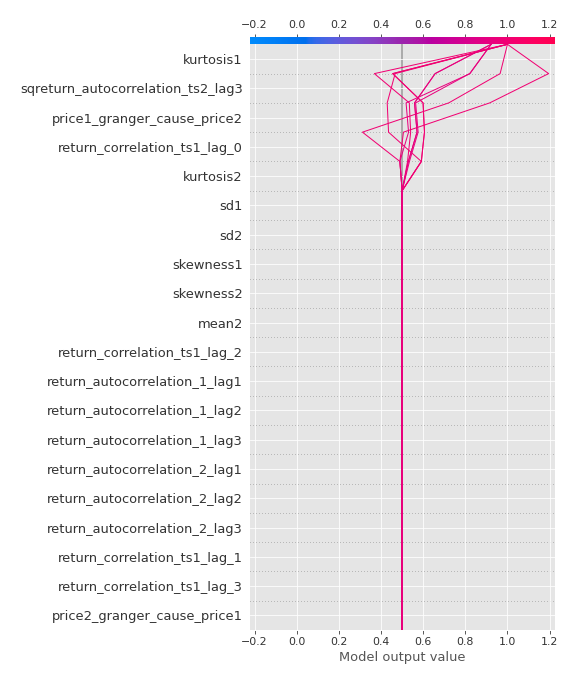 −0.2 0.0 0.2 0.4 0.6 0.8 1.0 1.2
kurtosis1
sqreturn_autocorrelation_ts2_lag3
price1_granger_cause_price2
return_correlation_ts1_lag_0
kurtosis2
sd1
sd2
skewness1
skewness2
mean2
return_correlation_ts1_lag_2
return_autocorrelation_1_lag1
return_autocorrelation_1_lag2
return_autocorrelation_1_lag3
return_autocorrelation_2_lag1
return_autocorrelation_2_lag2
return_autocorrelation_2_lag3
return_correlation_ts1_lag_1
return_correlation_ts1_lag_3
price2_granger_cause_price1
−0.2 0.0 0.2 0.4 0.6 0.8 1.0 1.2
Model output value